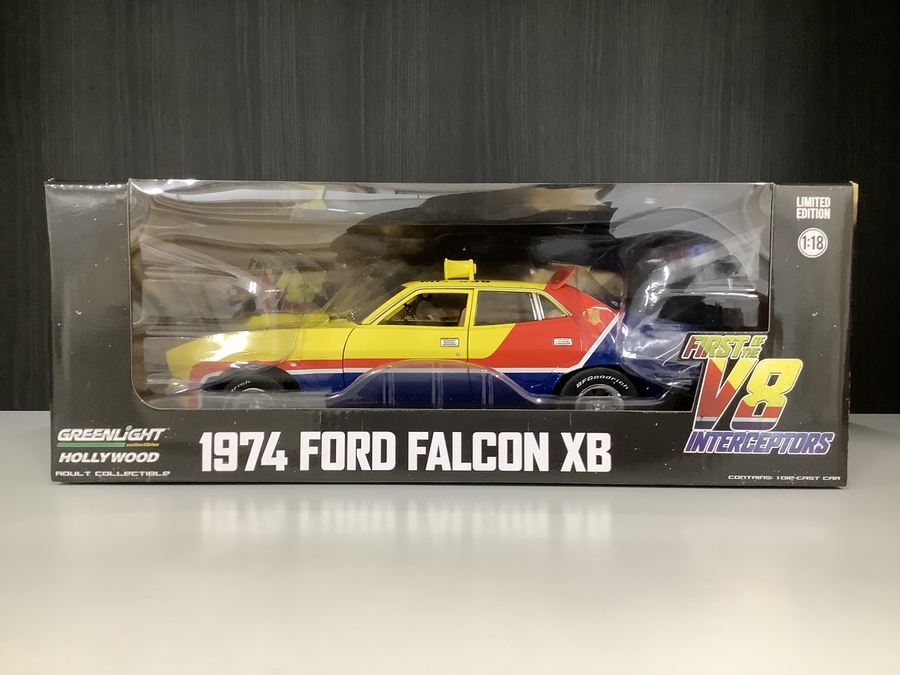 LIMITED
EDITION
1:18
BFGoodrich
FIRST OF THE
V8
INTERCEPTORS
GREENLIGHT
collectibles
HOLLYWOOD
ADULT COLLECTIBLE
1974 FORD FALCON XB
CONTAINS: 1 DIE-CAST CAR